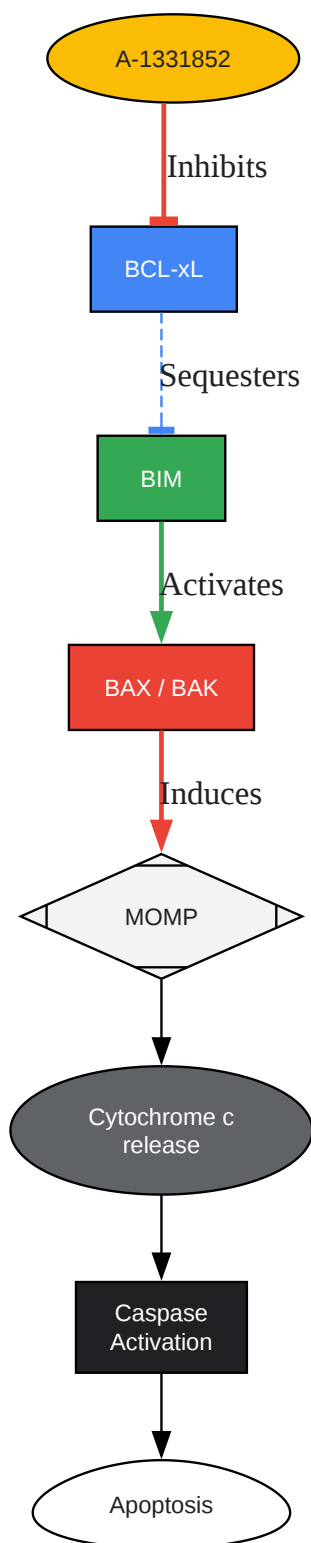 A-1331852
Inhibits
BCL-xL
Sequesters
BIM
Activates
BAX / BAK
Induces
MOMP
Cytochrome c
release
Caspase
Activation
Apoptosis